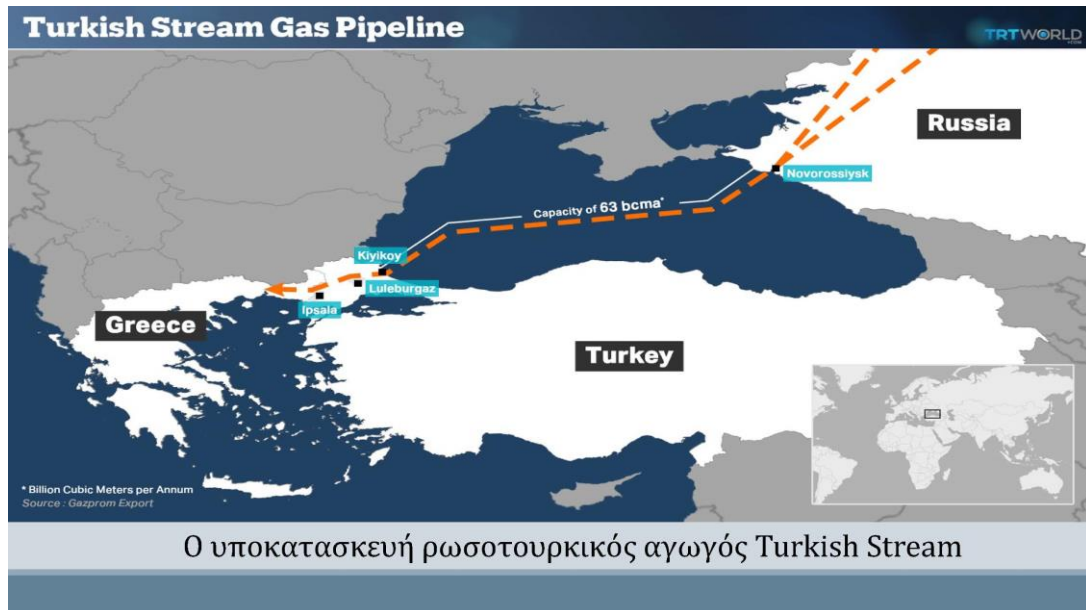 Turkish Stream Gas Pipeline
TRTWORLD
Russia
Novorossiysk
Capacity of 63 bcma*
Kiyikoy
Luleburgaz
Ipsala
Greece
Turkey
* Billion Cubic Meters per Annum
Source : Gazprom Export
Ο υποκατασκευή ρωσοτουρκικός αγωγός Turkish Stream